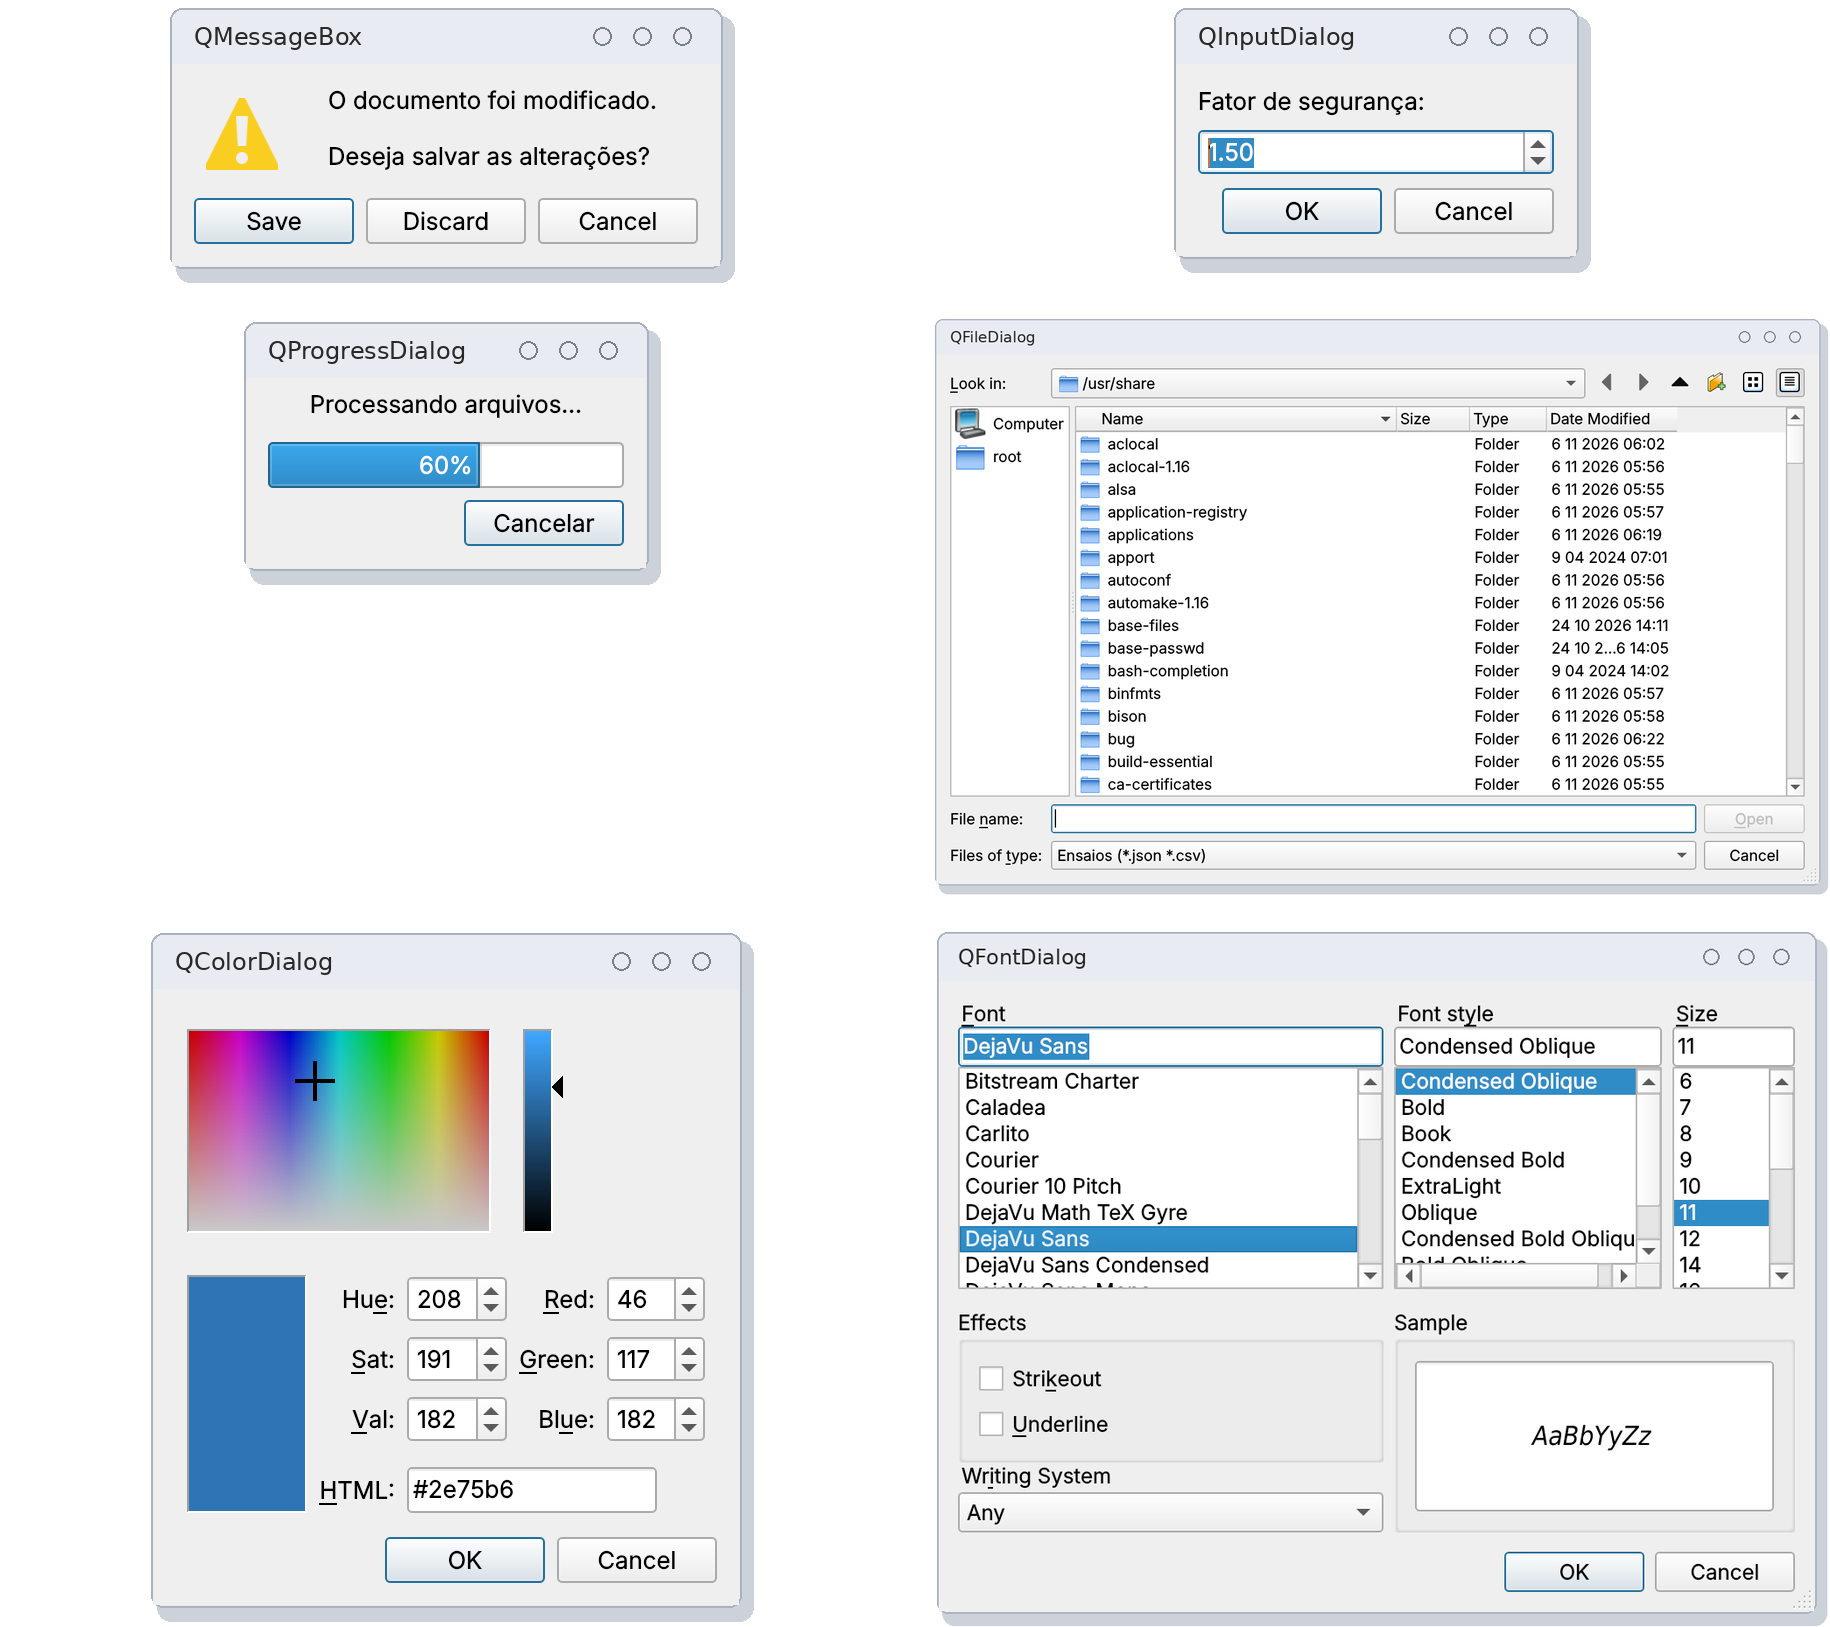 QMessageBox
O documento foi modificado.
Deseja salvar as alterações?
Save Discard Cancel
QInputDialog
Fator de segurança:
1.50
OK Cancel
QProgressDialog
Processando arquivos...
60%
Cancelar
QFileDialog
Look in: /usr/share
Computer
root
Name Size Type Date Modified
aclocal Folder 6 11 2026 06:02
aclocal-1.16 Folder 6 11 2026 05:56
alsa Folder 6 11 2026 05:55
application-registry Folder 6 11 2026 05:57
applications Folder 6 11 2026 06:19
apport Folder 9 04 2024 07:01
autoconf Folder 6 11 2026 05:56
automake-1.16 Folder 6 11 2026 05:56
base-files Folder 24 10 2026 14:11
base-passwd Folder 24 10 2...6 14:05
bash-completion Folder 9 04 2024 14:02
binfmts Folder 6 11 2026 05:57
bison Folder 6 11 2026 05:58
bug Folder 6 11 2026 06:22
build-essential Folder 6 11 2026 05:55
ca-certificates Folder 6 11 2026 05:55
File name: Open
Files of type: Ensaios (*.json *.csv) Cancel
QColorDialog
Hue: 208 Red: 46
Sat: 191 Green: 117
Val: 182 Blue: 182
HTML: #2e75b6
OK Cancel
QFontDialog
Font
DejaVu Sans
Bitstream Charter
Caladea
Carlito
Courier
Courier 10 Pitch
DejaVu Math TeX Gyre
DejaVu Sans
DejaVu Sans Condensed
DejaVu Sans Mono
Font style
Condensed Oblique
Condensed Oblique
Bold
Book
Condensed Bold
ExtraLight
Oblique
Condensed Bold Obliqu
Bold Oblique
Size
11
6
7
8
9
10
11
12
14
Effects
Strikeout
Underline
Writing System
Any
Sample
AaBbYyZz
OK Cancel